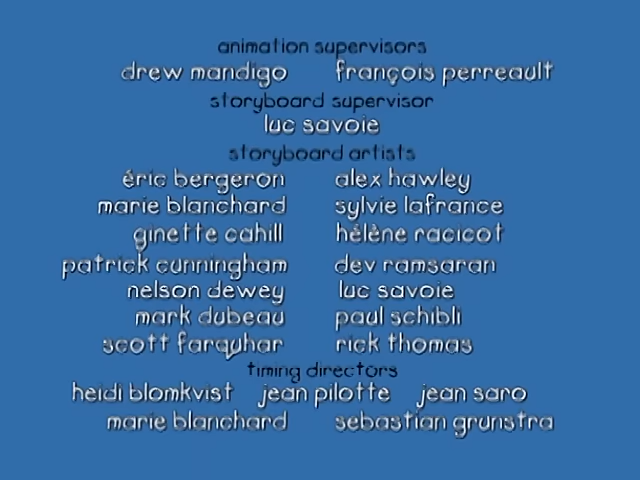 animation supervisors
drew mandigo françois perreault
storyboard supervisor
luc savoie
storyboard artists
éric bergeron alex hawley
marie blanchard sylvie lafrance
ginette cahill hélène racicot
patrick cunningham dev ramsaran
nelson dewey luc savoie
mark dubeau paul schibli
scott farquhar rick thomas
timing directors
heidi blomkvist jean pilotte jean saro
marie blanchard sebastian grunstra